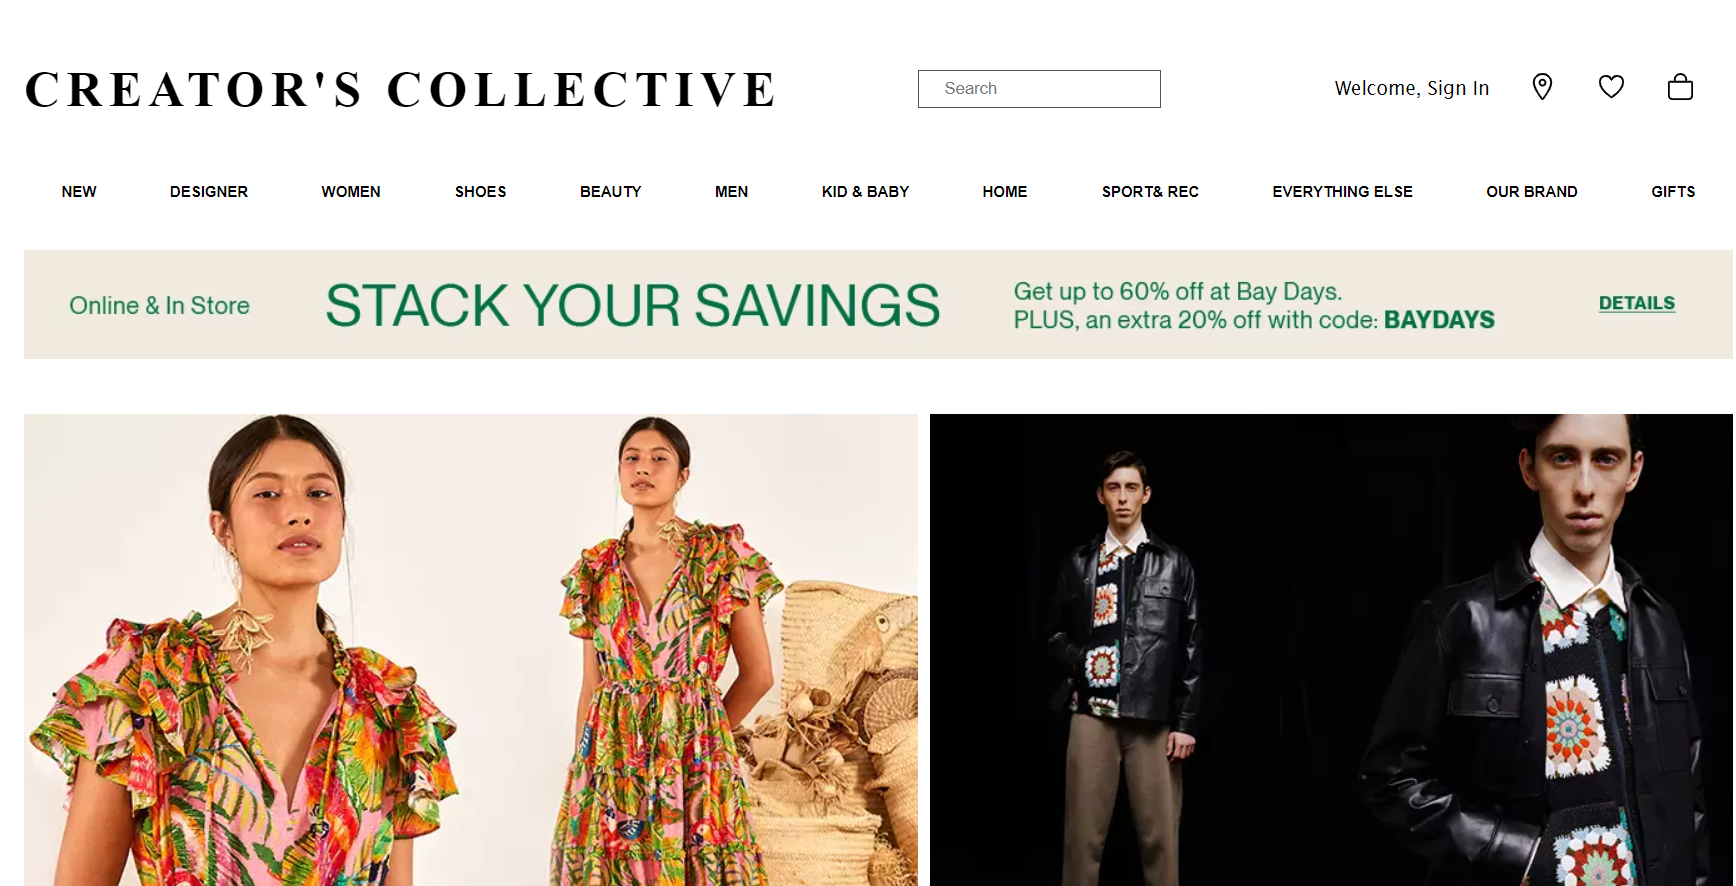 CREATOR'S COLLECTIVE
Search
Welcome, Sign In
NEW DESIGNER WOMEN SHOES BEAUTY MEN KID & BABY HOME SPORT& REC EVERYTHING ELSE OUR BRAND GIFTS
Online & In Store
STACK YOUR SAVINGS
Get up to 60% off at Bay Days.
PLUS, an extra 20% off with code: BAYDAYS
DETAILS